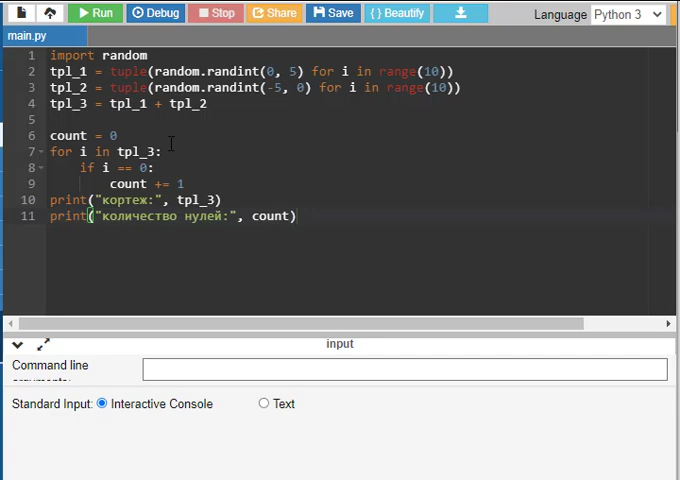 Run Debug Stop Share Save { } Beautify Language Python 3
main.py
1 import random
2 tpl_1 = tuple(random.randint(0, 5) for i in range(10))
3 tpl_2 = tuple(random.randint(-5, 0) for i in range(10))
4 tpl_3 = tpl_1 + tpl_2
5
6 count = 0
7 for i in tpl_3:
8 if i == 0:
9 count += 1
10 print("кортеж:", tpl_3)
11 print("количество нулей:", count)
input
Command line
arguments:
Standard Input: Interactive Console Text